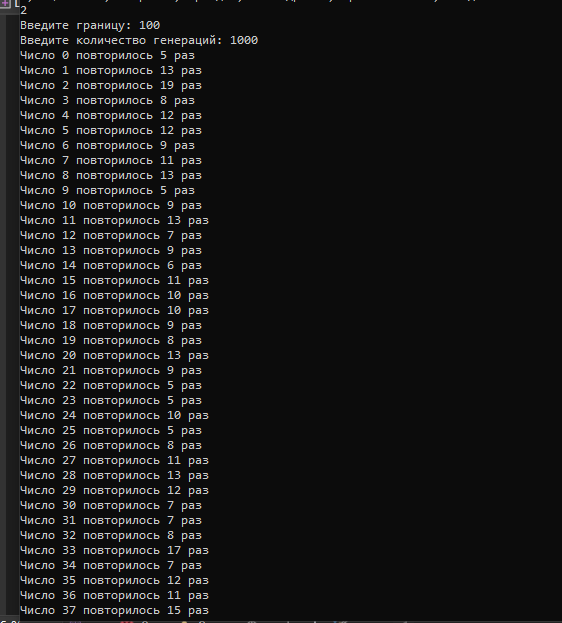 2
Введите границу: 100
Введите количество генераций: 1000
Число 0 повторилось 5 раз
Число 1 повторилось 13 раз
Число 2 повторилось 19 раз
Число 3 повторилось 8 раз
Число 4 повторилось 12 раз
Число 5 повторилось 12 раз
Число 6 повторилось 9 раз
Число 7 повторилось 11 раз
Число 8 повторилось 13 раз
Число 9 повторилось 5 раз
Число 10 повторилось 9 раз
Число 11 повторилось 13 раз
Число 12 повторилось 7 раз
Число 13 повторилось 9 раз
Число 14 повторилось 6 раз
Число 15 повторилось 11 раз
Число 16 повторилось 10 раз
Число 17 повторилось 10 раз
Число 18 повторилось 9 раз
Число 19 повторилось 8 раз
Число 20 повторилось 13 раз
Число 21 повторилось 9 раз
Число 22 повторилось 5 раз
Число 23 повторилось 5 раз
Число 24 повторилось 10 раз
Число 25 повторилось 5 раз
Число 26 повторилось 8 раз
Число 27 повторилось 11 раз
Число 28 повторилось 13 раз
Число 29 повторилось 12 раз
Число 30 повторилось 7 раз
Число 31 повторилось 7 раз
Число 32 повторилось 8 раз
Число 33 повторилось 17 раз
Число 34 повторилось 7 раз
Число 35 повторилось 12 раз
Число 36 повторилось 11 раз
Число 37 повторилось 15 раз